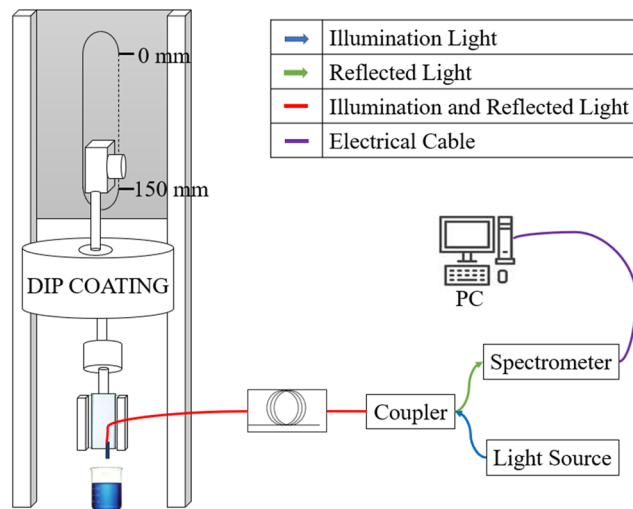 0 mm
150 mm
DIP COATING
Illumination Light
Reflected Light
Illumination and Reflected Light
Electrical Cable
PC
Spectrometer
Coupler
Light Source